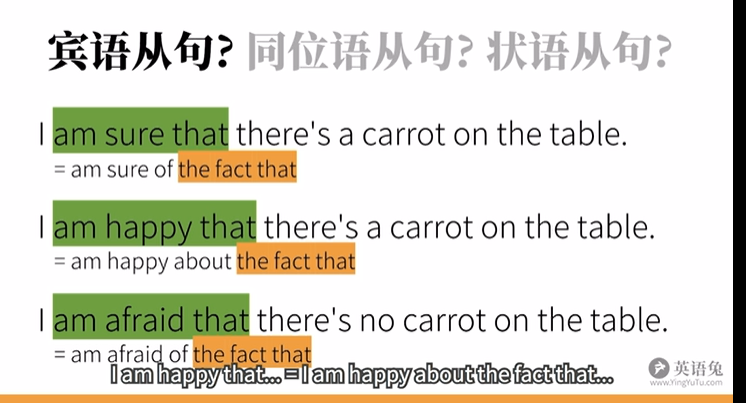 宾语从句? 同位语从句? 状语从句?
I am sure that there's a carrot on the table.
= am sure of the fact that
I am happy that there's a carrot on the table.
= am happy about the fact that
I am afraid that there's no carrot on the table.
= am afraid of the fact that
I am happy that... = I am happy about the fact that...
英语兔
www.YingYuTu.com